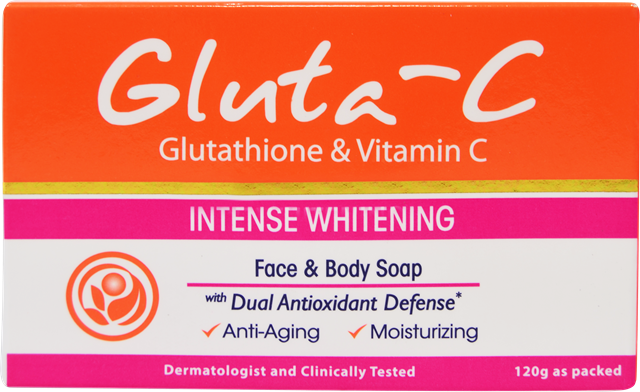 Gluta-C
Glutathione & Vitamin C
INTENSE WHITENING
Face & Body Soap
with Dual Antioxidant Defense*
✓ Anti-Aging ✓ Moisturizing
Dermatologist and Clinically Tested 120g as packed